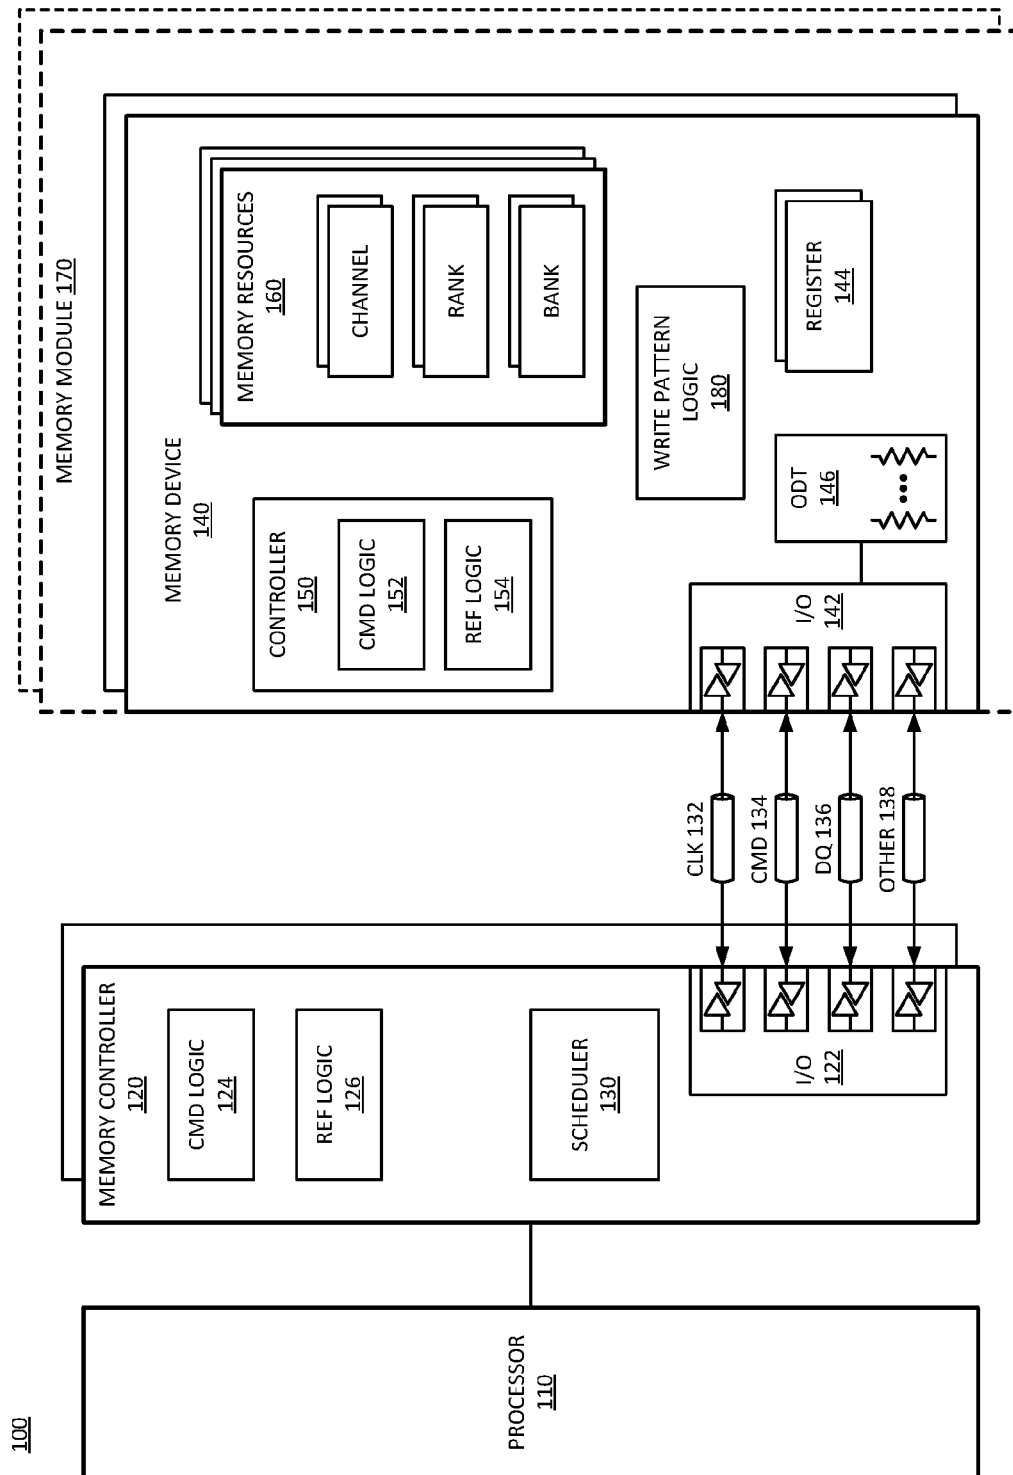 100
PROCESSOR
110
MEMORY CONTROLLER
120
CMD LOGIC
124
REF LOGIC
126
SCHEDULER
130
I/O
122
CLK 132
CMD 134
DQ 136
OTHER 138
MEMORY MODULE 170
MEMORY DEVICE
140
CONTROLLER
150
CMD LOGIC
152
REF LOGIC
154
MEMORY RESOURCES
160
CHANNEL
RANK
BANK
WRITE PATTERN
LOGIC
180
I/O
142
ODT
146
REGISTER
144